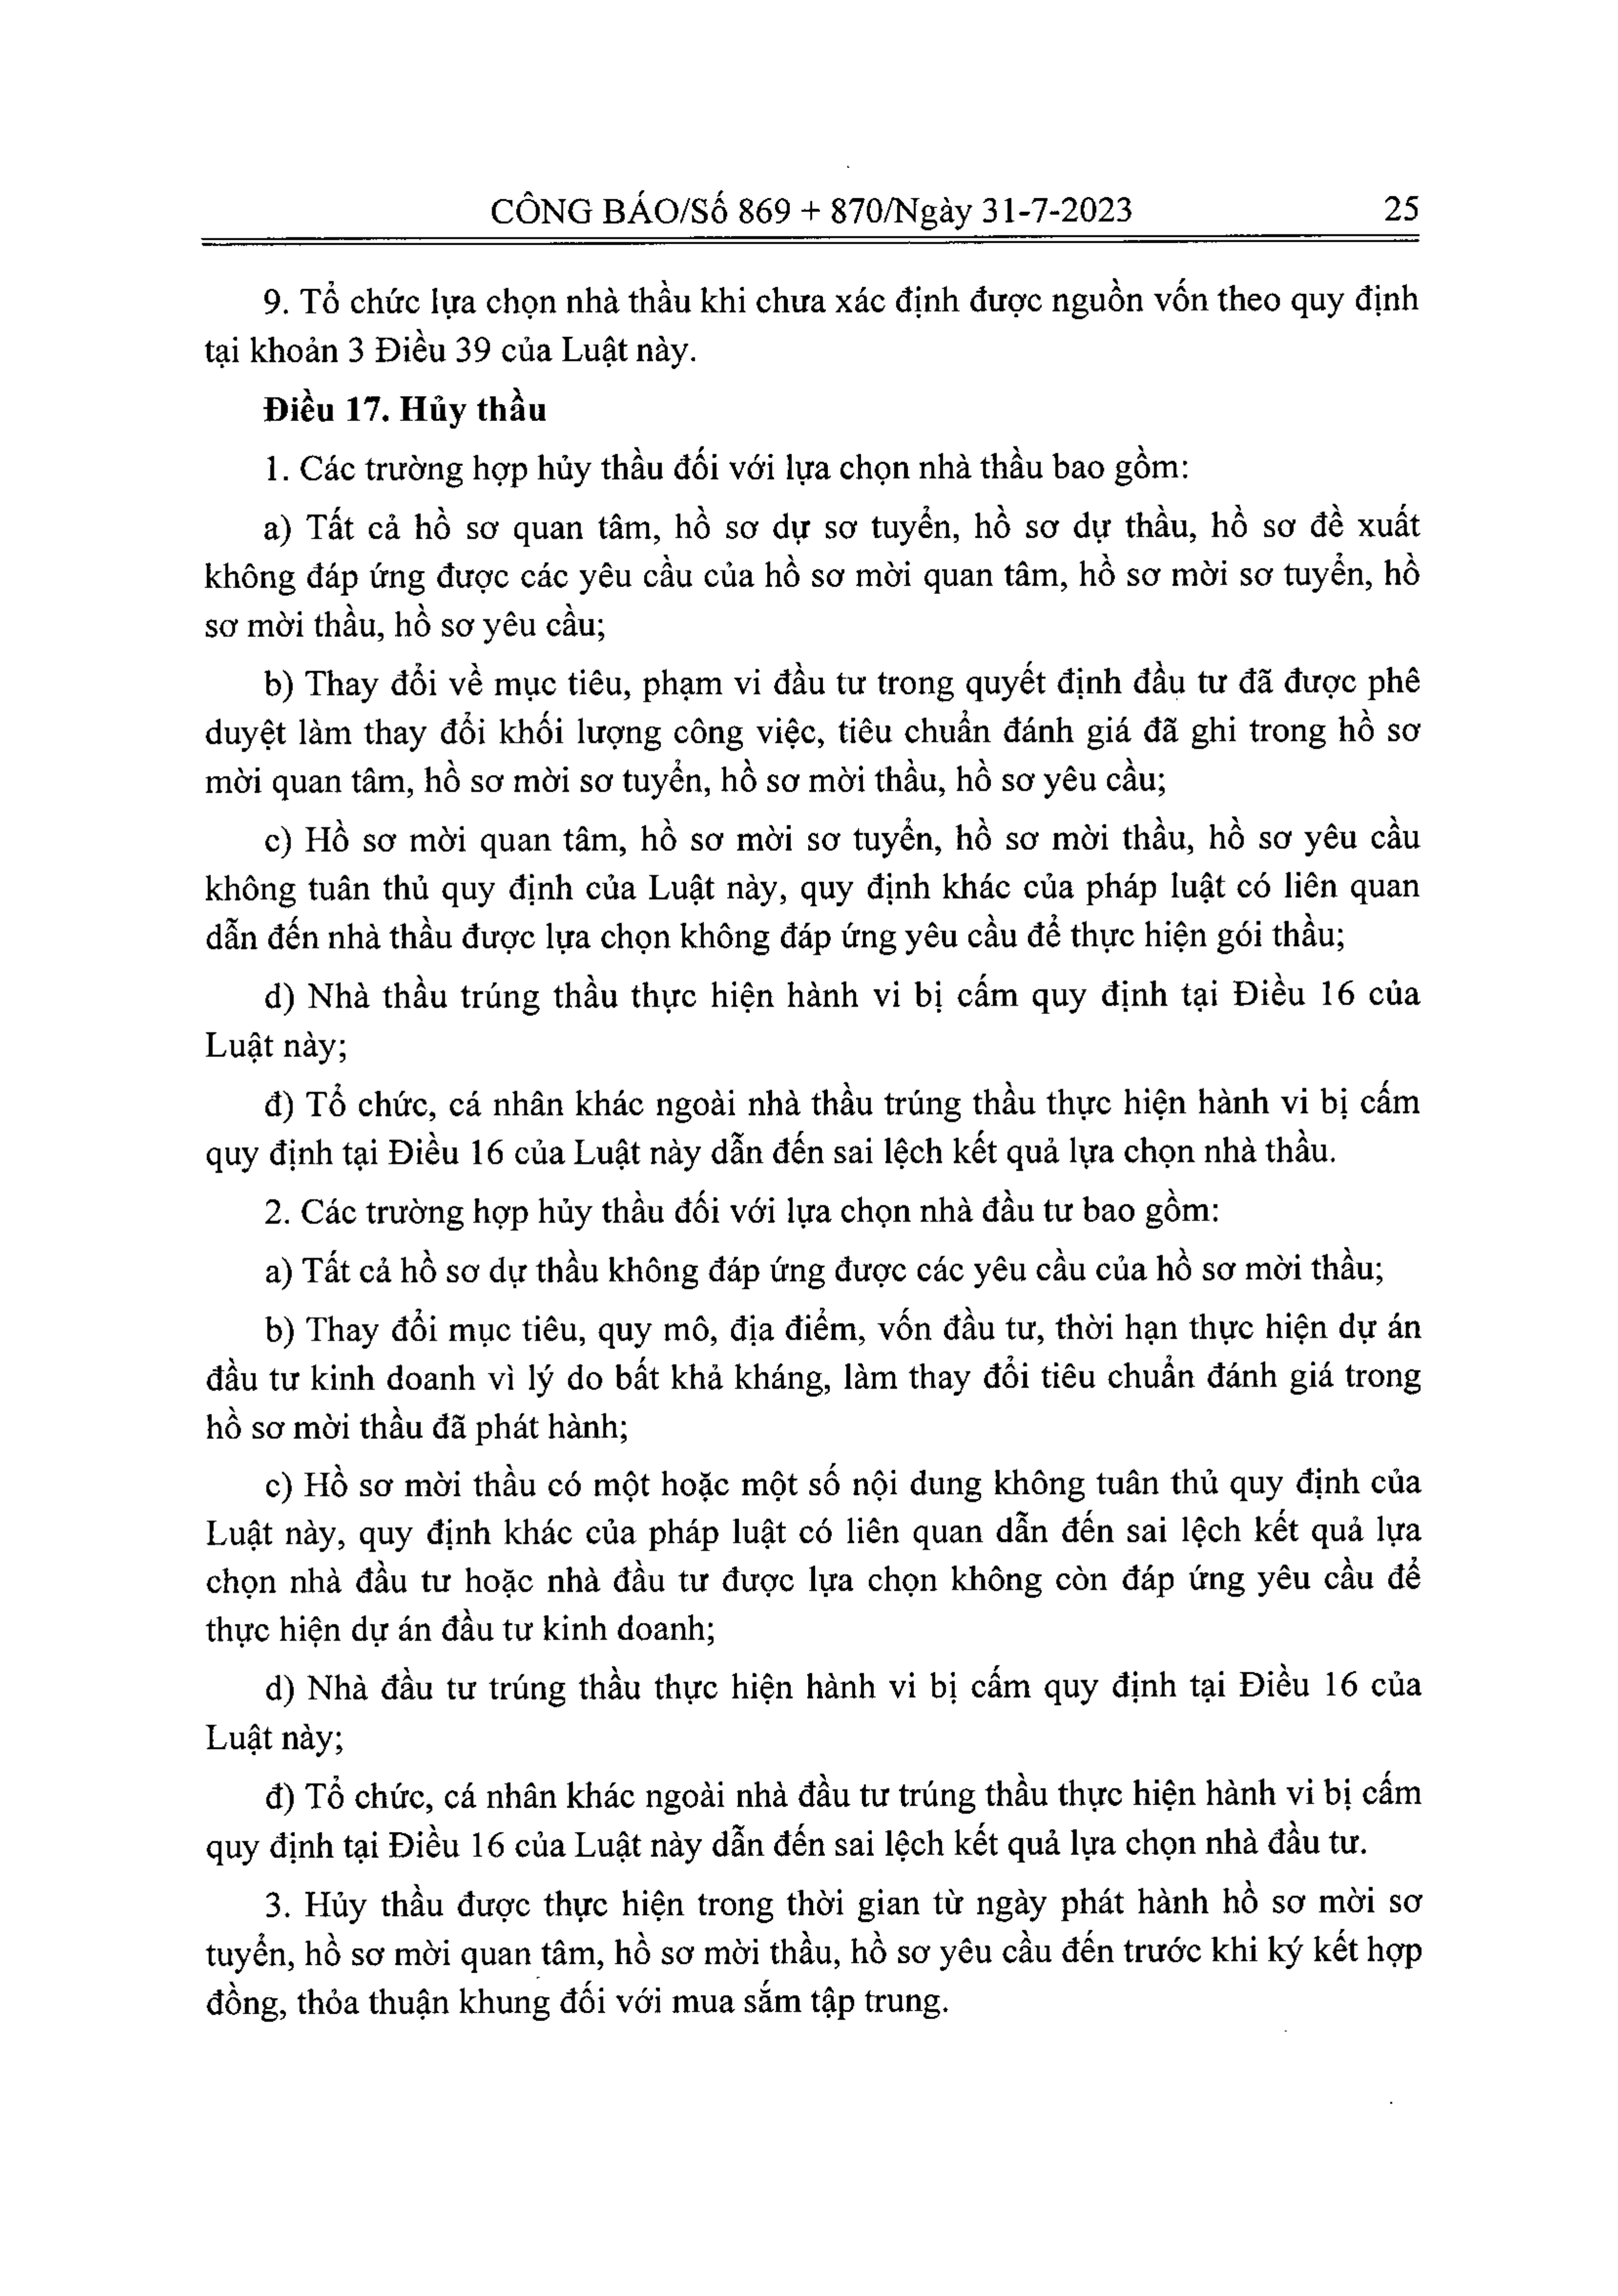 CÔNG BÁO/Số 869 + 870/Ngày 31-7-2023 25
9. Tổ chức lựa chọn nhà thầu khi chưa xác định được nguồn vốn theo quy định
tại khoản 3 Điều 39 của Luật này.
Điều 17. Hủy thầu
1. Các trường hợp hủy thầu đối với lựa chọn nhà thầu bao gồm:
a) Tất cả hồ sơ quan tâm, hồ sơ dự sơ tuyển, hồ sơ dự thầu, hồ sơ đề xuất
không đáp ứng được các yêu cầu của hồ sơ mời quan tâm, hồ sơ mời sơ tuyển, hồ
sơ mời thầu, hồ sơ yêu cầu;
b) Thay đổi về mục tiêu, phạm vi đầu tư trong quyết định đầu tư đã được phê
duyệt làm thay đổi khối lượng công việc, tiêu chuẩn đánh giá đã ghi trong hồ sơ
mời quan tâm, hồ sơ mời sơ tuyển, hồ sơ mời thầu, hồ sơ yêu cầu;
c) Hồ sơ mời quan tâm, hồ sơ mời sơ tuyển, hồ sơ mời thầu, hồ sơ yêu cầu
không tuân thủ quy định của Luật này, quy định khác của pháp luật có liên quan
dẫn đến nhà thầu được lựa chọn không đáp ứng yêu cầu để thực hiện gói thầu;
d) Nhà thầu trúng thầu thực hiện hành vi bị cấm quy định tại Điều 16 của
Luật này;
đ) Tổ chức, cá nhân khác ngoài nhà thầu trúng thầu thực hiện hành vi bị cấm
quy định tại Điều 16 của Luật này dẫn đến sai lệch kết quả lựa chọn nhà thầu.
2. Các trường hợp hủy thầu đối với lựa chọn nhà đầu tư bao gồm:
a) Tất cả hồ sơ dự thầu không đáp ứng được các yêu cầu của hồ sơ mời thầu;
b) Thay đổi mục tiêu, quy mô, địa điểm, vốn đầu tư, thời hạn thực hiện dự án
đầu tư kinh doanh vì lý do bất khả kháng, làm thay đổi tiêu chuẩn đánh giá trong
hồ sơ mời thầu đã phát hành;
c) Hồ sơ mời thầu có một hoặc một số nội dung không tuân thủ quy định của
Luật này, quy định khác của pháp luật có liên quan dẫn đến sai lệch kết quả lựa
chọn nhà đầu tư hoặc nhà đầu tư được lựa chọn không còn đáp ứng yêu cầu để
thực hiện dự án đầu tư kinh doanh;
d) Nhà đầu tư trúng thầu thực hiện hành vi bị cấm quy định tại Điều 16 của
Luật này;
đ) Tổ chức, cá nhân khác ngoài nhà đầu tư trúng thầu thực hiện hành vi bị cấm
quy định tại Điều 16 của Luật này dẫn đến sai lệch kết quả lựa chọn nhà đầu tư.
3. Hủy thầu được thực hiện trong thời gian từ ngày phát hành hồ sơ mời sơ
tuyển, hồ sơ mời quan tâm, hồ sơ mời thầu, hồ sơ yêu cầu đến trước khi ký kết hợp
đồng, thỏa thuận khung đối với mua sắm tập trung.